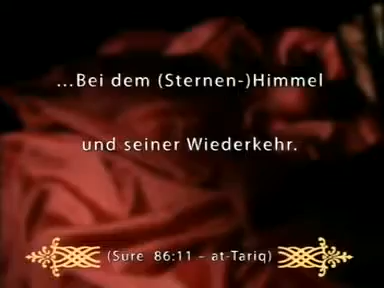 ...Bei dem (Sternen-)Himmel
und seiner Wiederkehr.
(Sure 86:11 – at-Tariq)